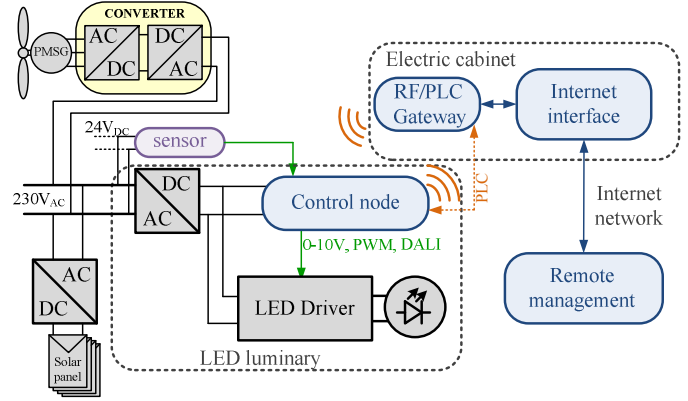 CONVERTER
PMSG
AC
DC
DC
AC
Electric cabinet
RF/PLC
Gateway
Internet
interface
24VDC
sensor
PLC
230VAC
DC
AC
Control node
Internet
network
0-10V, PWM, DALI
AC
DC
LED Driver
Remote
management
LED luminary
Solar
panel